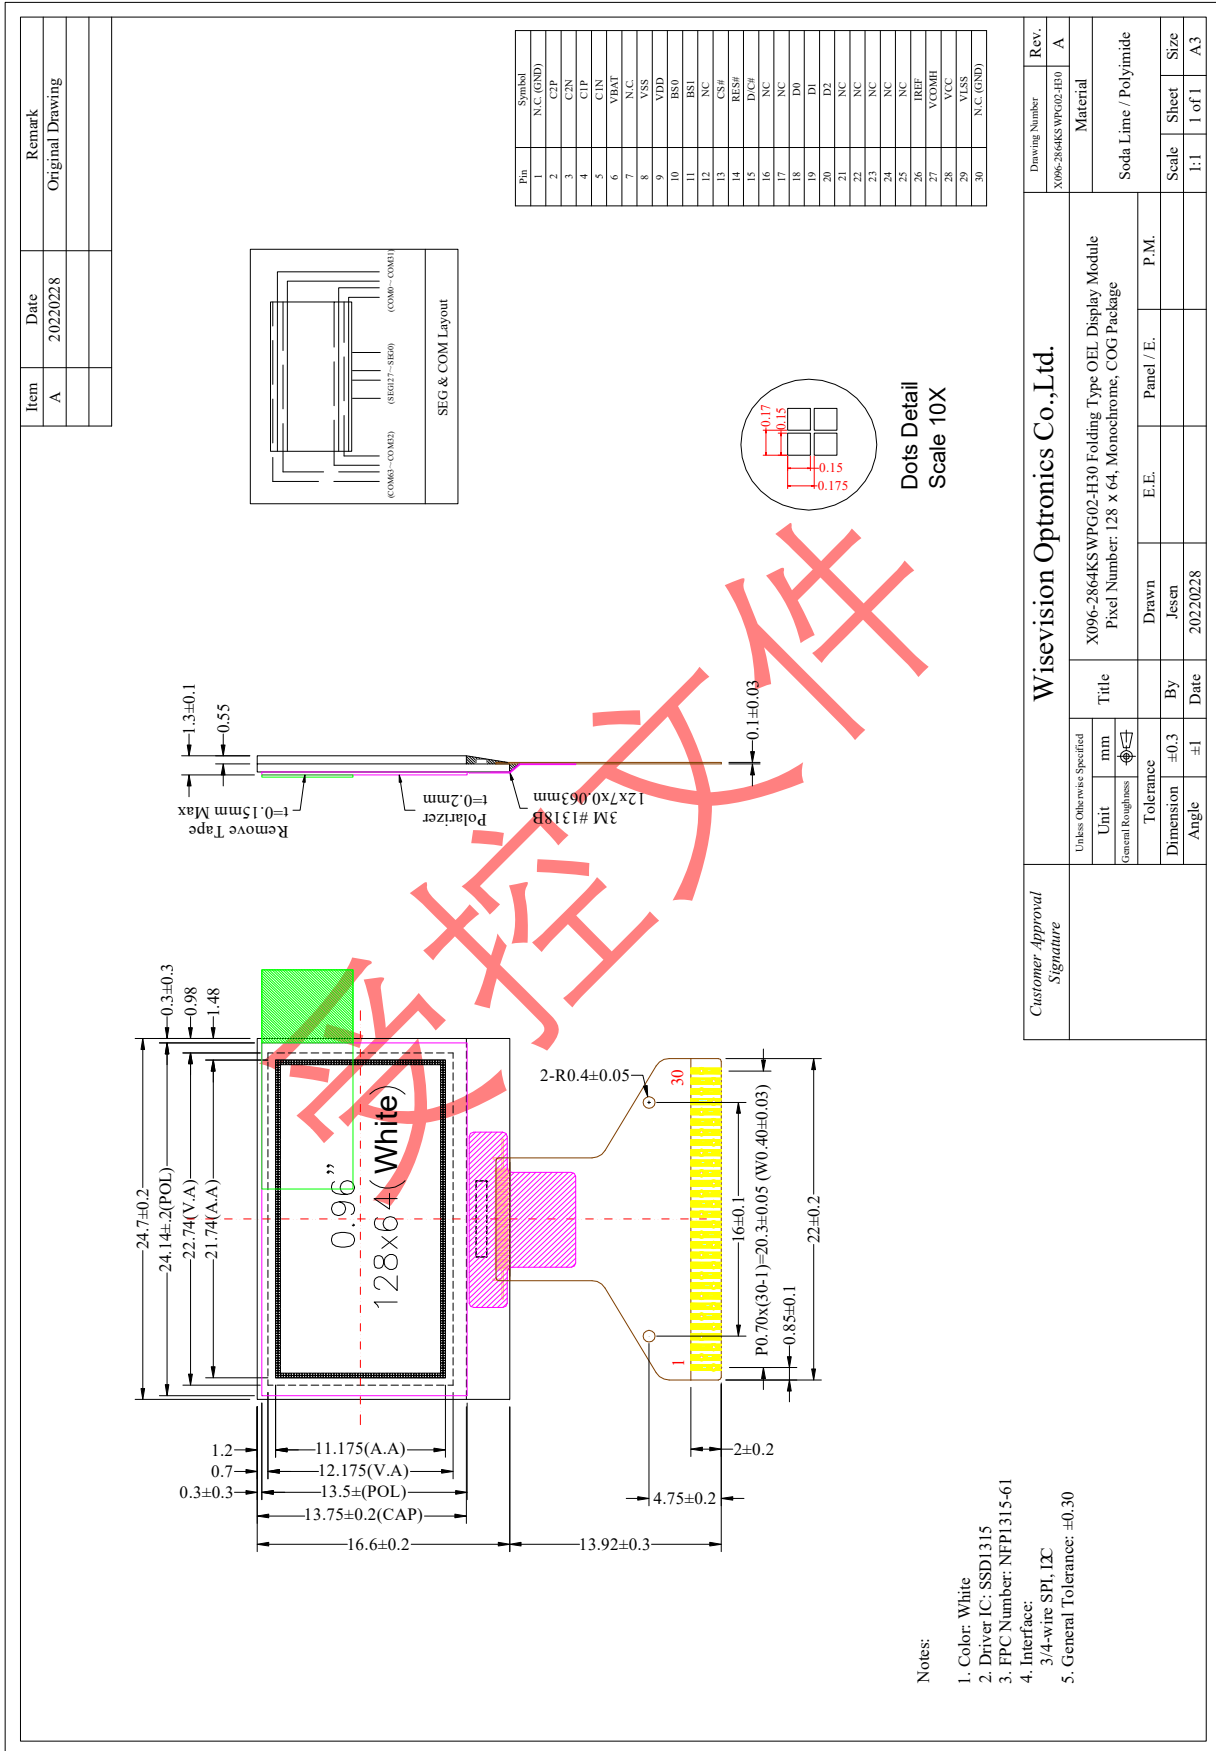 Item Date Remark
A 20220228 Original Drawing
24.7±0.2
24.14±.2(POL)
22.74(V.A)
21.74(A.A)
0.3±0.3
0.98
1.48
1.2
0.7
0.3±0.3
11.175(A.A)
12.175(V.A)
13.5±(POL)
13.75±0.2(CAP)
16.6±0.2
13.92±0.3
0.96”
128x64(White)
2-R0.4±0.05
1
30
16±0.1
P0.70x(30-1)=20.3±0.05 (W0.40±0.03)
0.85±0.1
22±0.2
2±0.2
4.75±0.2
1.3±0.1
0.55
Remove Tape
t=0.15mm Max
Polarizer
t=0.2mm
3M #1318B
12x7x0.063mm
0.1±0.03
(COM63~COM32)
(SEG127~SEG0)
(COM0~COM31)
SEG & COM Layout
0.17
0.15
0.15
0.175
Dots Detail
Scale 10X
Pin Symbol
1 N.C. (GND)
2 C2P
3 C2N
4 C1P
5 C1N
6 VBAT
7 N.C.
8 VSS
9 VDD
10 BS0
11 BS1
12 NC
13 CS#
14 RES#
15 D/C#
16 NC
17 NC
18 D0
19 D1
20 D2
21 NC
22 NC
23 NC
24 NC
25 NC
26 IREF
27 VCOMH
28 VCC
29 VLSS
30 N.C. (GND)
受控文件
Notes:
1. Color: White
2. Driver IC: SSD1315
3. FPC Number: NFP1315-61
4. Interface:
3/4-wire SPI, I2C
5. General Tolerance: ±0.30
Customer Approval
Signature
Wisevision Optronics Co.,Ltd.
Drawing Number Rev.
X096-2864KSWPG02-H30 A
Unless Otherwise Specified
Unit mm
General Roughness
Tolerance
Dimension ±0.3
Angle ±1
Title
X096-2864KSWPG02-H30 Folding Type OEL Display Module
Pixel Number: 128 x 64, Monochrome, COG Package
Material
Soda Lime / Polyimide
Drawn E.E. Panel / E. P.M.
By Jesen
Date 20220228
Scale Sheet Size
1:1 1 of 1 A3